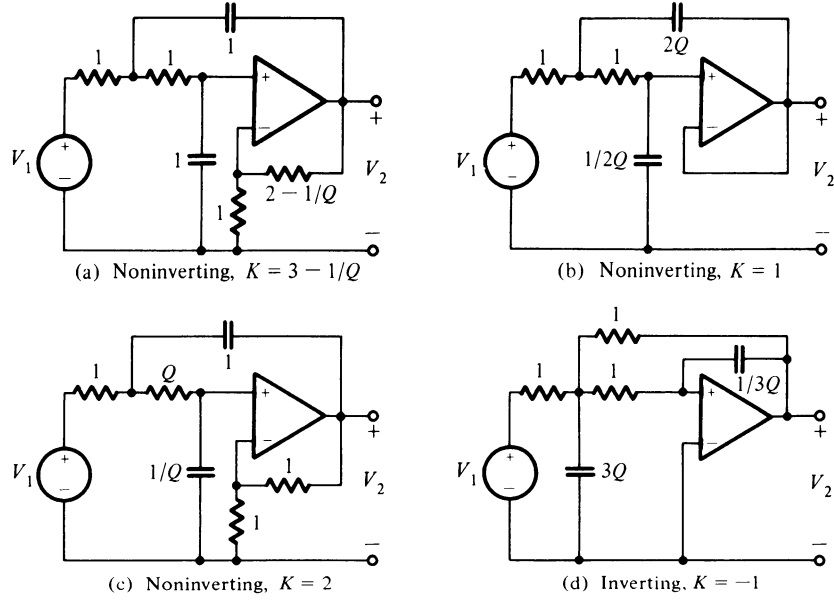 1
1
1
+
−
1
2 − 1/Q
1
V1
+
−
+
V2
−
(a) Noninverting, K = 3 − 1/Q
2Q
1
1
+
−
1/2Q
V1
+
−
+
V2
−
(b) Noninverting, K = 1
1
1
Q
+
−
1/Q
1
1
V1
+
−
+
V2
−
(c) Noninverting, K = 2
1
1
1
1/3Q
+
−
3Q
V1
+
−
+
V2
−
(d) Inverting, K = −1